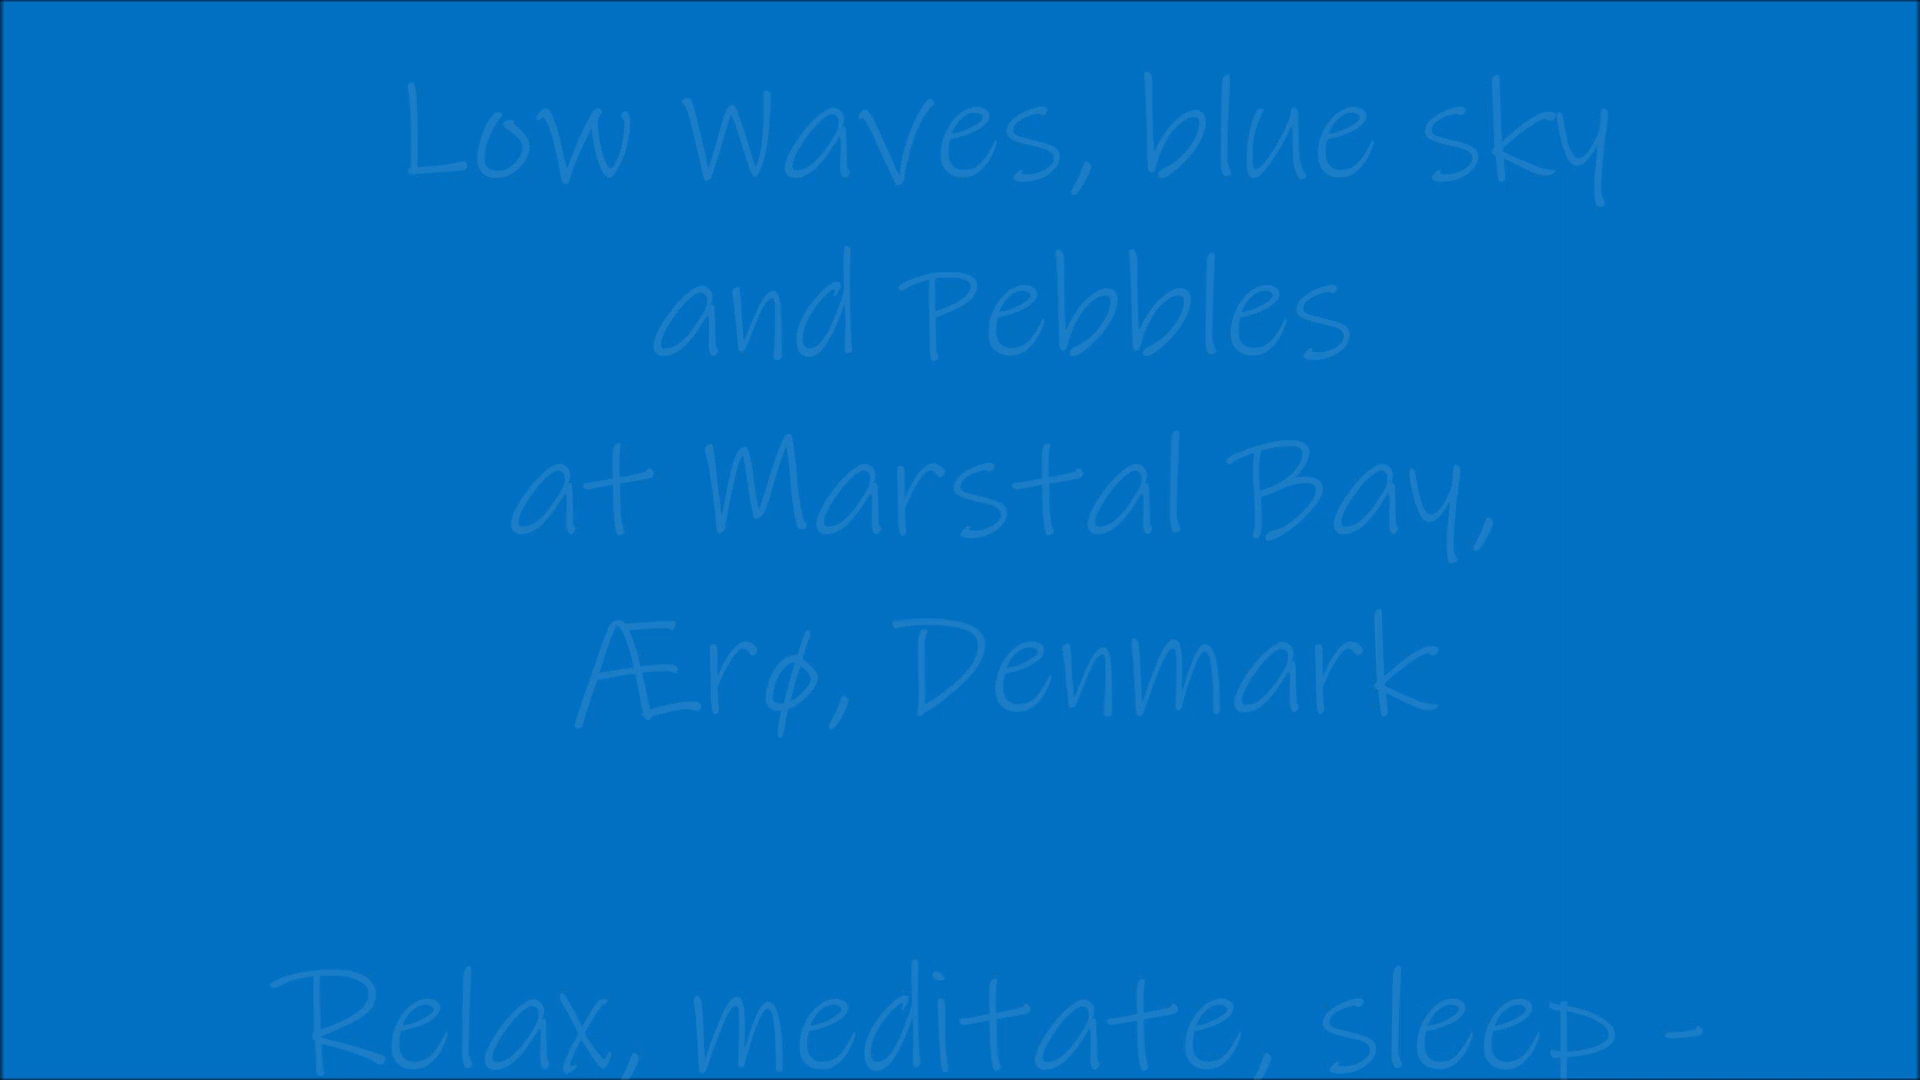 Low Waves, blue sky
and Pebbles
at Marstal Bay,
Ærø, Denmark
Relax, meditate, sleep -